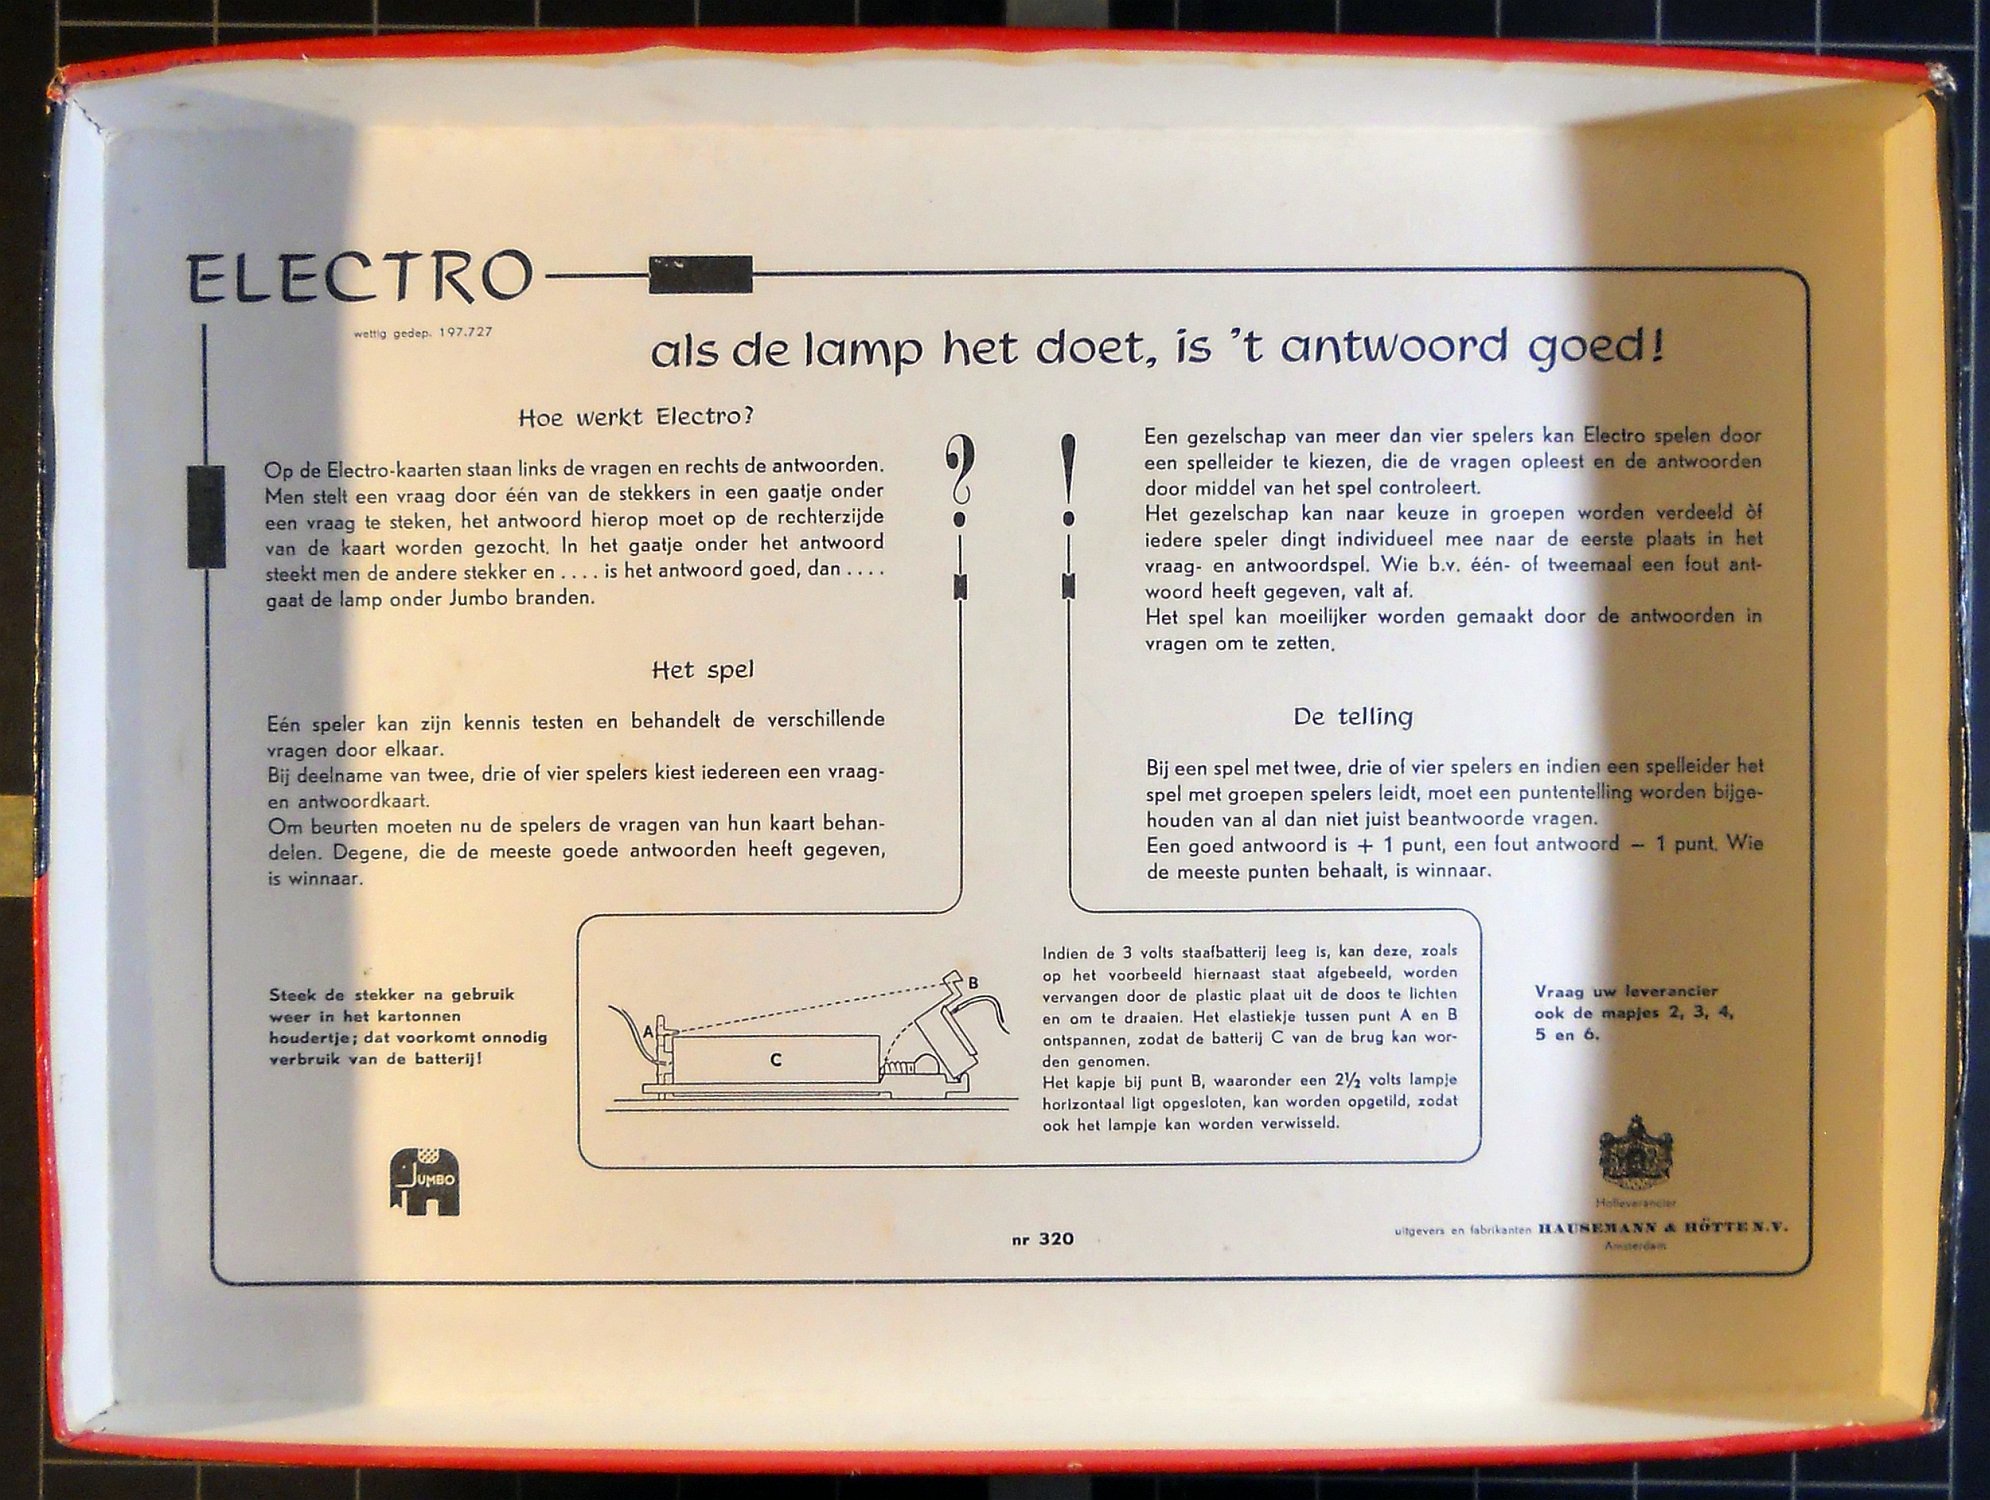 ELECTRO
wettig gedep. 197.727
als de lamp het doet, is 't antwoord goed!
Hoe werkt Electro?
Op de Electro-kaarten staan links de vragen en rechts de antwoorden.
Men stelt een vraag door één van de stekkers in een gaatje onder
een vraag te steken, het antwoord hierop moet op de rechterzijde
van de kaart worden gezocht. In het gaatje onder het antwoord
steekt men de andere stekker en .... is het antwoord goed, dan ....
gaat de lamp onder Jumbo branden.
Het spel
Eén speler kan zijn kennis testen en behandelt de verschillende
vragen door elkaar.
Bij deelname van twee, drie of vier spelers kiest iedereen een vraag-
en antwoordkaart.
Om beurten moeten nu de spelers de vragen van hun kaart behan-
delen. Degene, die de meeste goede antwoorden heeft gegeven,
is winnaar.
?
!
Een gezelschap van meer dan vier spelers kan Electro spelen door
een spelleider te kiezen, die de vragen opleest en de antwoorden
door middel van het spel controleert.
Het gezelschap kan naar keuze in groepen worden verdeeld òf
iedere speler dingt individueel mee naar de eerste plaats in het
vraag- en antwoordspel. Wie b.v. één- of tweemaal een fout ant-
woord heeft gegeven, valt af.
Het spel kan moeilijker worden gemaakt door de antwoorden in
vragen om te zetten.
De telling
Bij een spel met twee, drie of vier spelers en indien een spelleider het
spel met groepen spelers leidt, moet een puntentelling worden bijge-
houden van al dan niet juist beantwoorde vragen.
Een goed antwoord is + 1 punt, een fout antwoord – 1 punt. Wie
de meeste punten behaalt, is winnaar.
Steek de stekker na gebruik
weer in het kartonnen
houdertje; dat voorkomt onnodig
verbruik van de batterij!
A
B
C
Indien de 3 volts staafbatterij leeg is, kan deze, zoals
op het voorbeeld hiernaast staat afgebeeld, worden
vervangen door de plastic plaat uit de doos te lichten
en om te draaien. Het elastiekje tussen punt A en B
ontspannen, zodat de batterij C van de brug kan wor-
den genomen.
Het kapje bij punt B, waaronder een 2½ volts lampje
horizontaal ligt opgesloten, kan worden opgetild, zodat
ook het lampje kan worden verwisseld.
Vraag uw leverancier
ook de mapjes 2, 3, 4,
5 en 6.
JUMBO
nr 320
Hofleverancier
uitgevers en fabrikanten HAUSEMANN & HÖTTE N.V.
Amsterdam